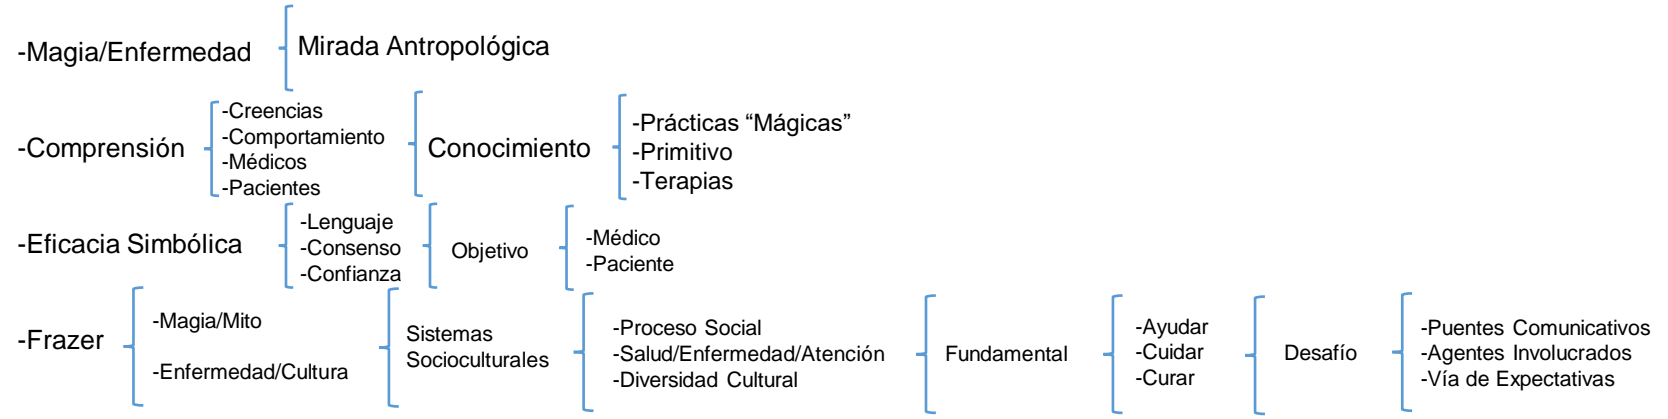 -Magia/Enfermedad
Mirada Antropológica
-Comprensión
-Creencias
-Comportamiento
-Médicos
-Pacientes
Conocimiento
-Prácticas “Mágicas”
-Primitivo
-Terapias
-Eficacia Simbólica
-Lenguaje
-Consenso
-Confianza
Objetivo
-Médico
-Paciente
-Frazer
-Magia/Mito
-Enfermedad/Cultura
Sistemas
Socioculturales
-Proceso Social
-Salud/Enfermedad/Atención
-Diversidad Cultural
Fundamental
-Ayudar
-Cuidar
-Curar
Desafío
-Puentes Comunicativos
-Agentes Involucrados
-Vía de Expectativas